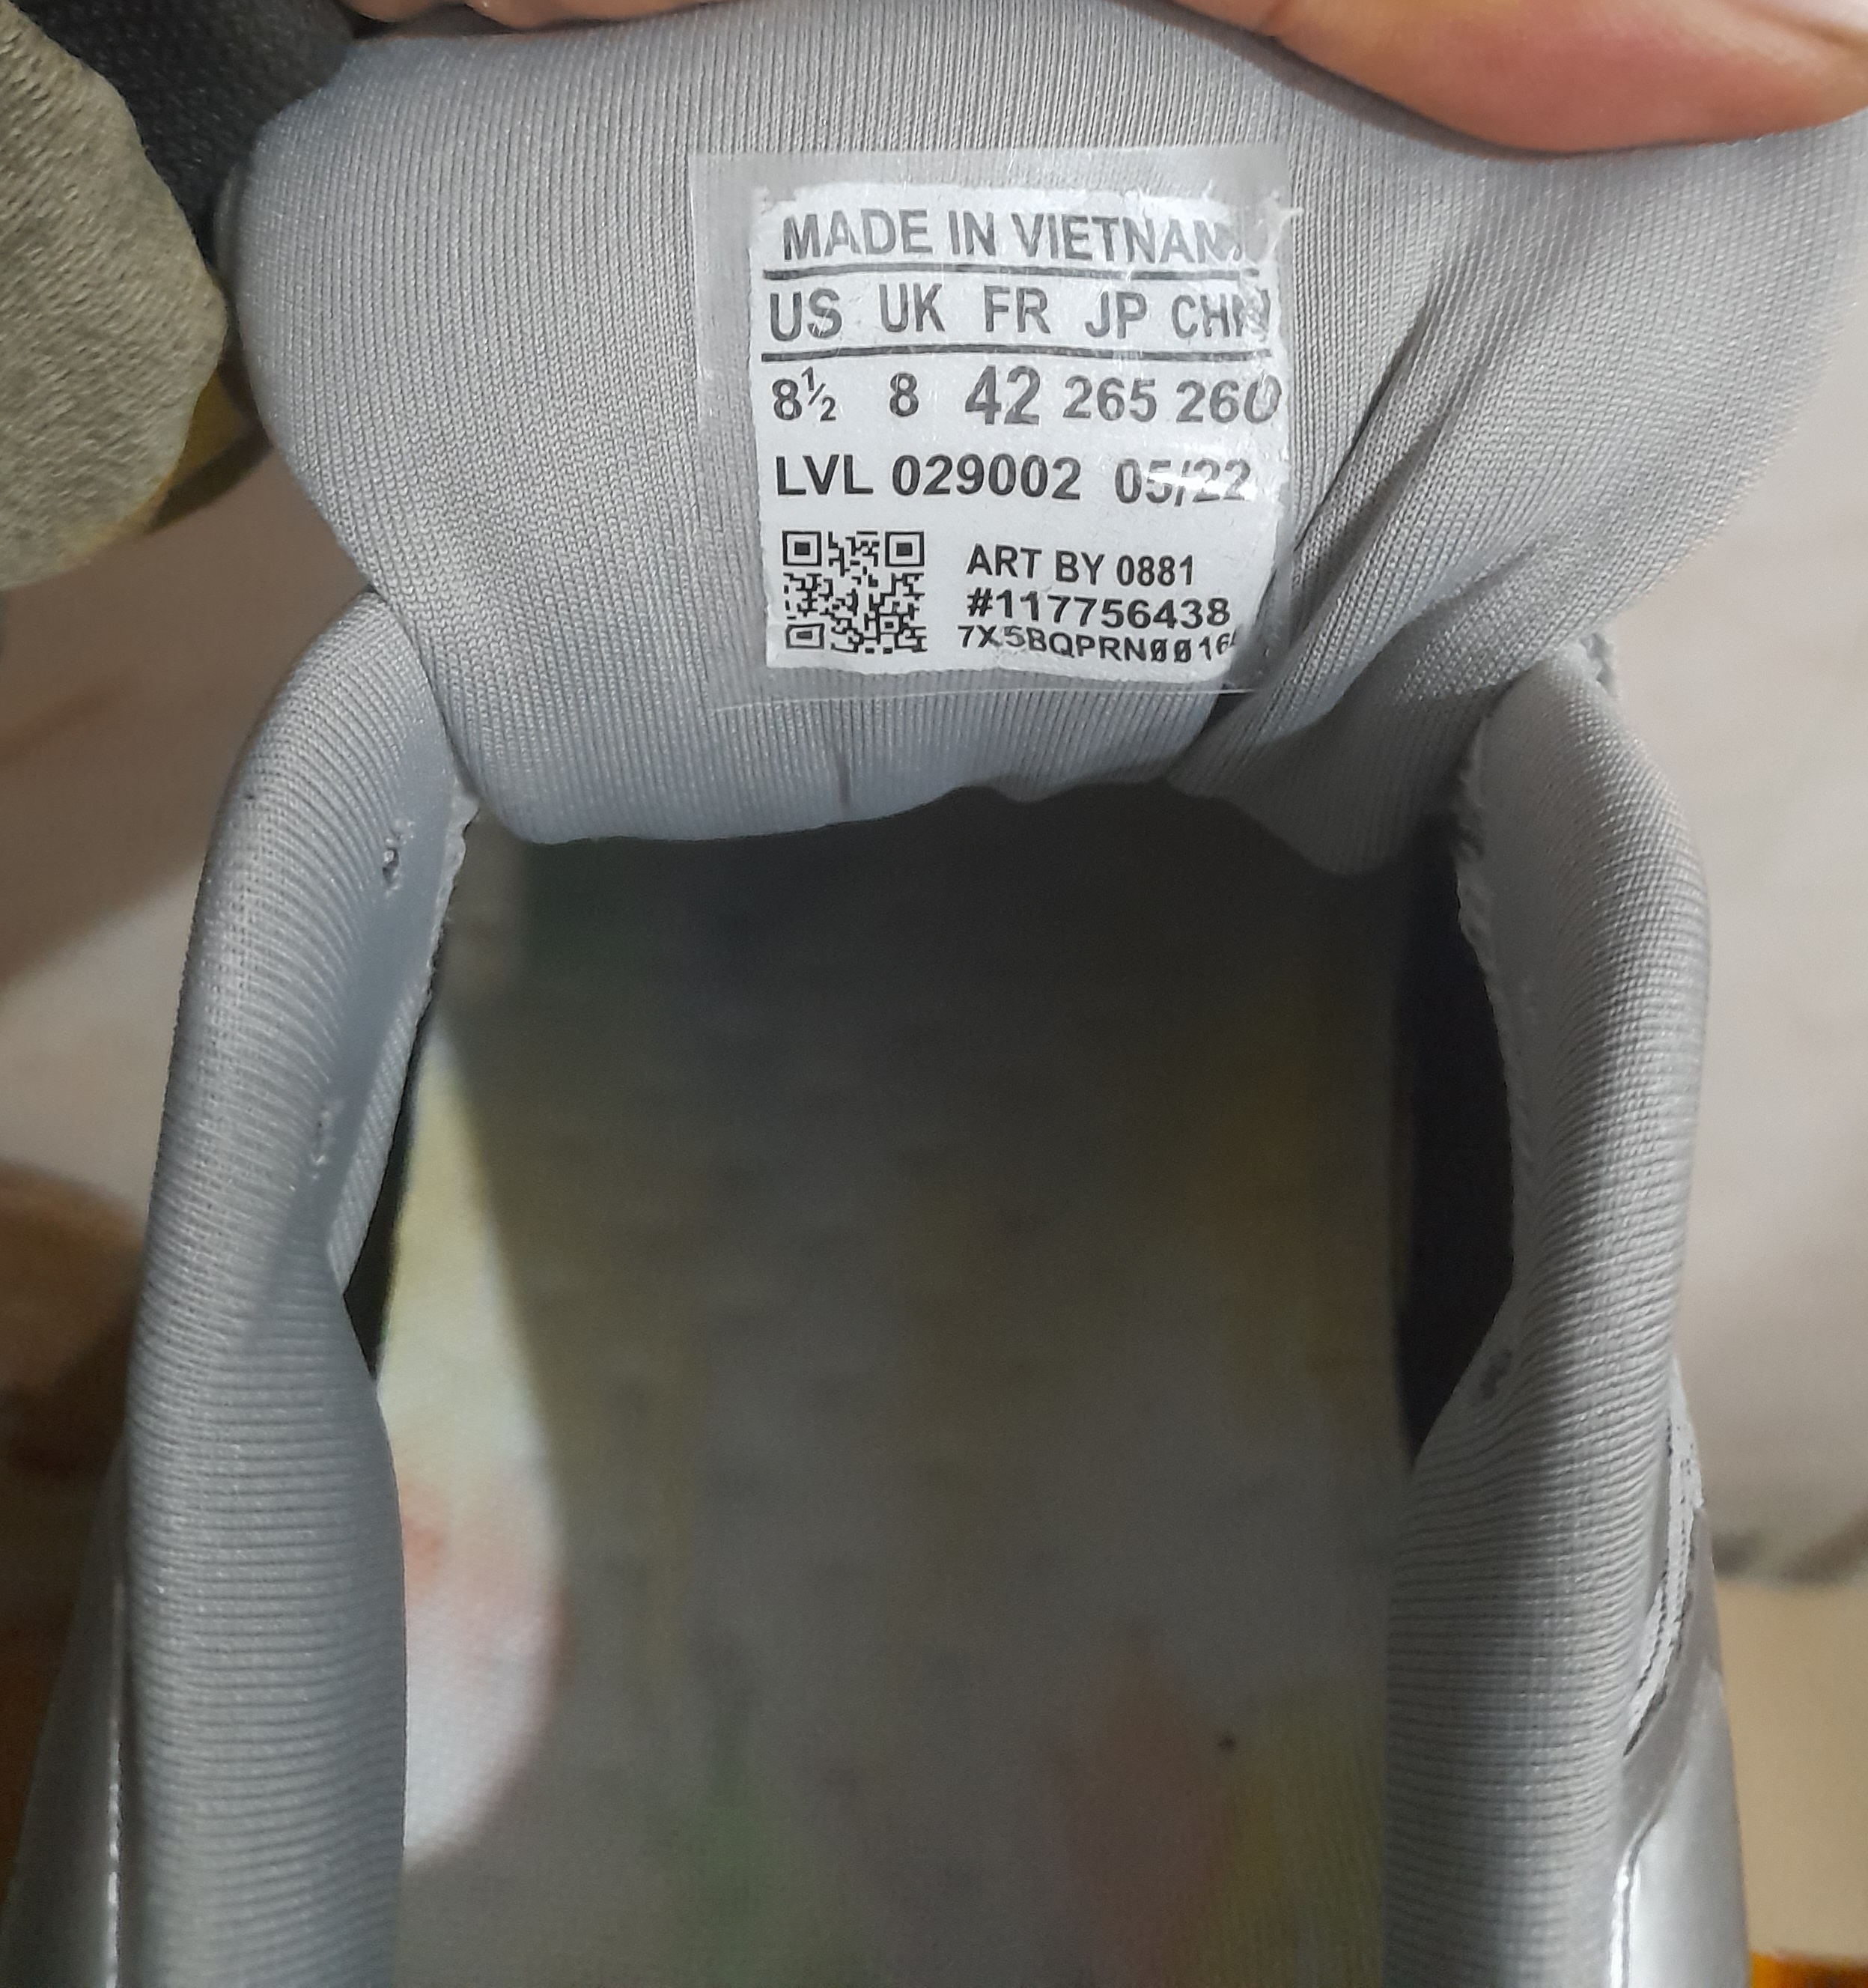 MADE IN VIETNAM
US UK FR JP CHN
8½ 8 42 265 260
LVL 029002 05/22
ART BY 0881
#117756438